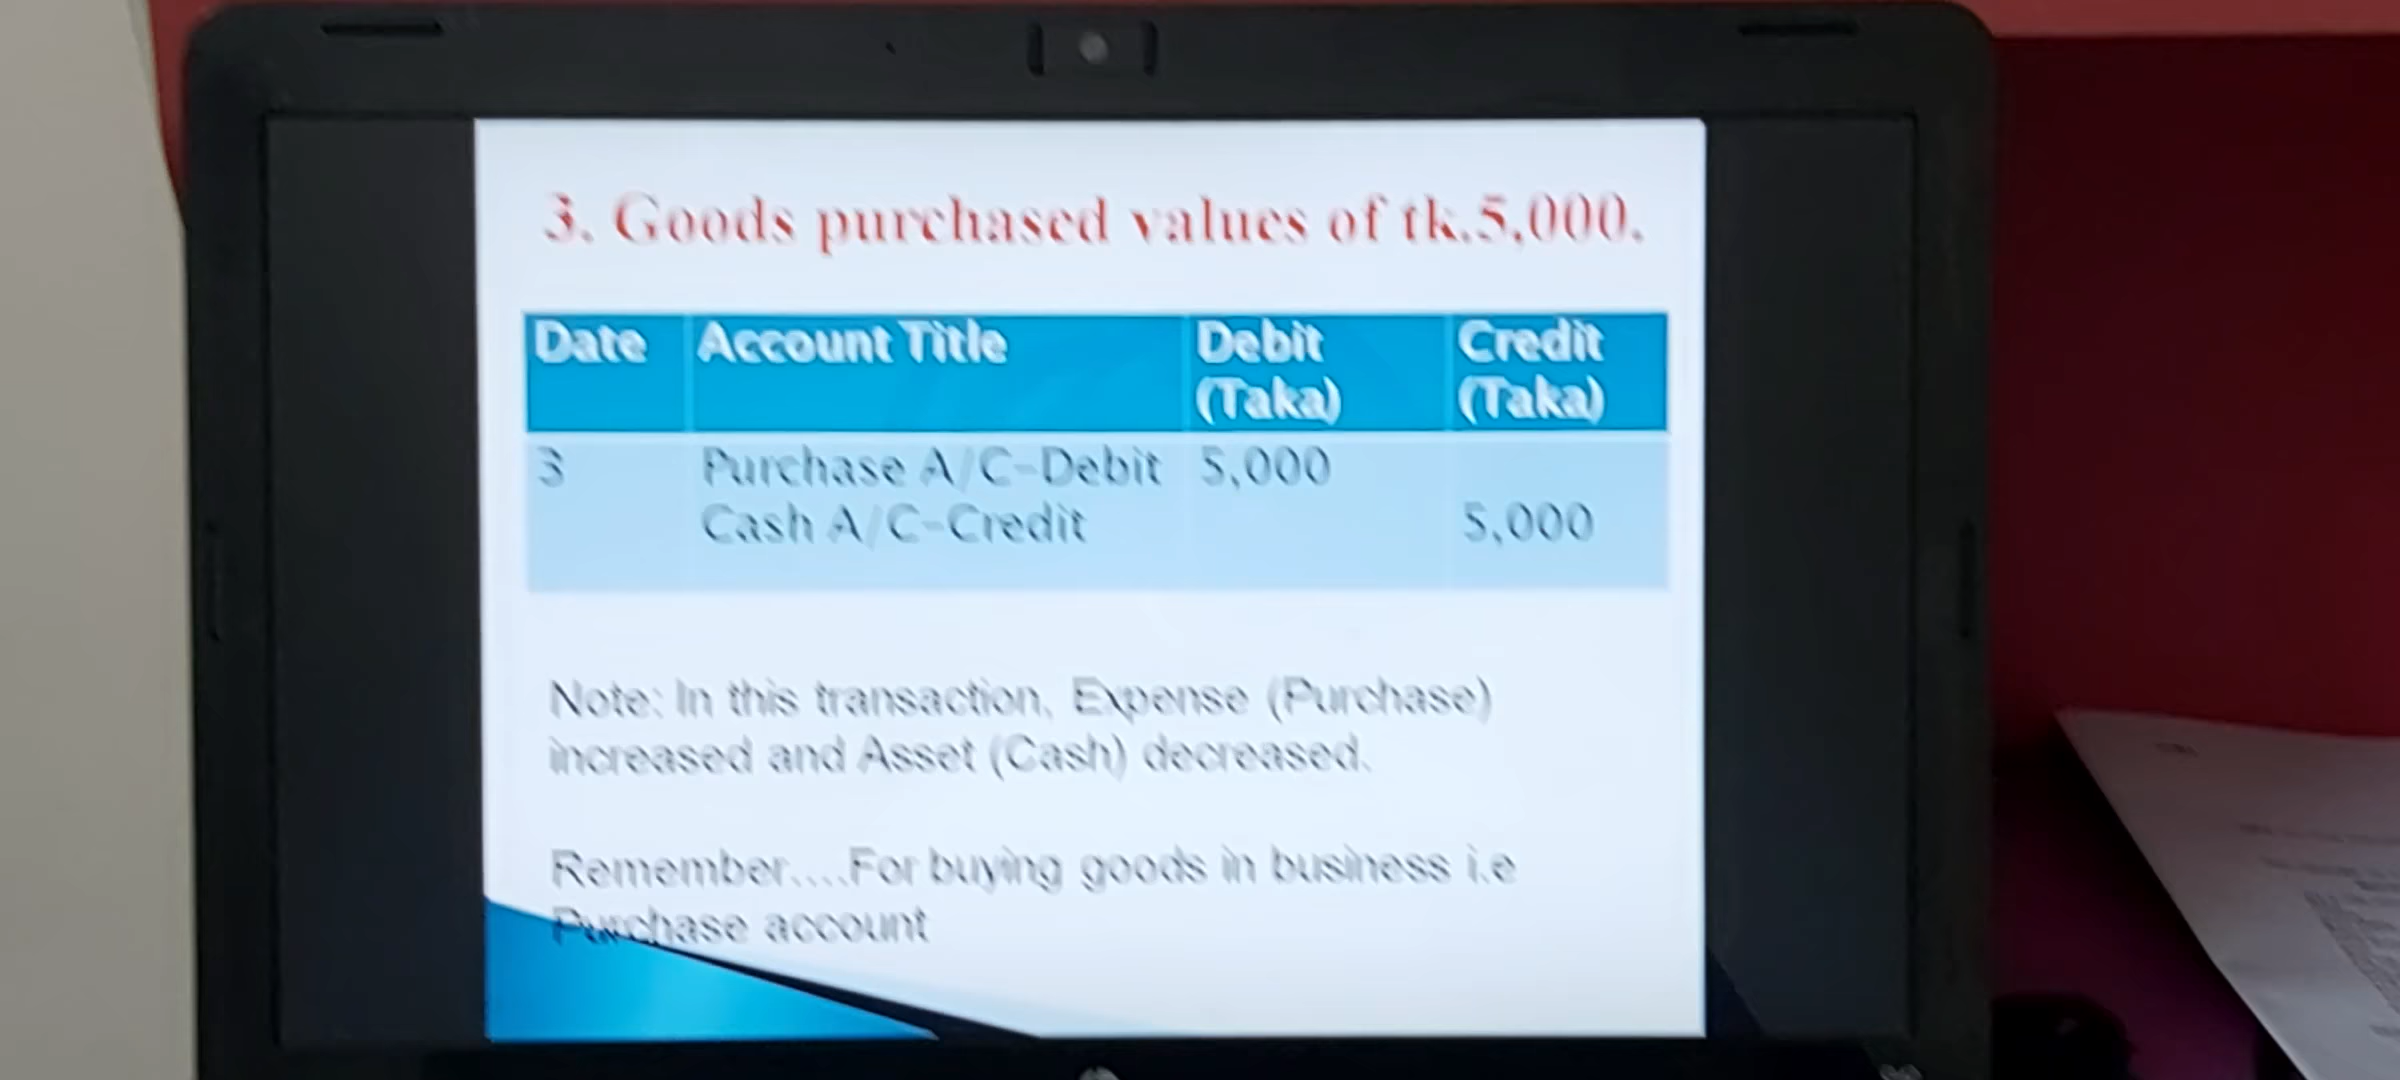 3. Goods purchased values of tk.5,000.
Date Account Title Debit (Taka) Credit (Taka)
3 Purchase A/C-Debit 5,000
Cash A/C-Credit 5,000
Note: In this transaction, Expense (Purchase)
increased and Asset (Cash) decreased.
Remember....For buying goods in business i.e
Purchase account